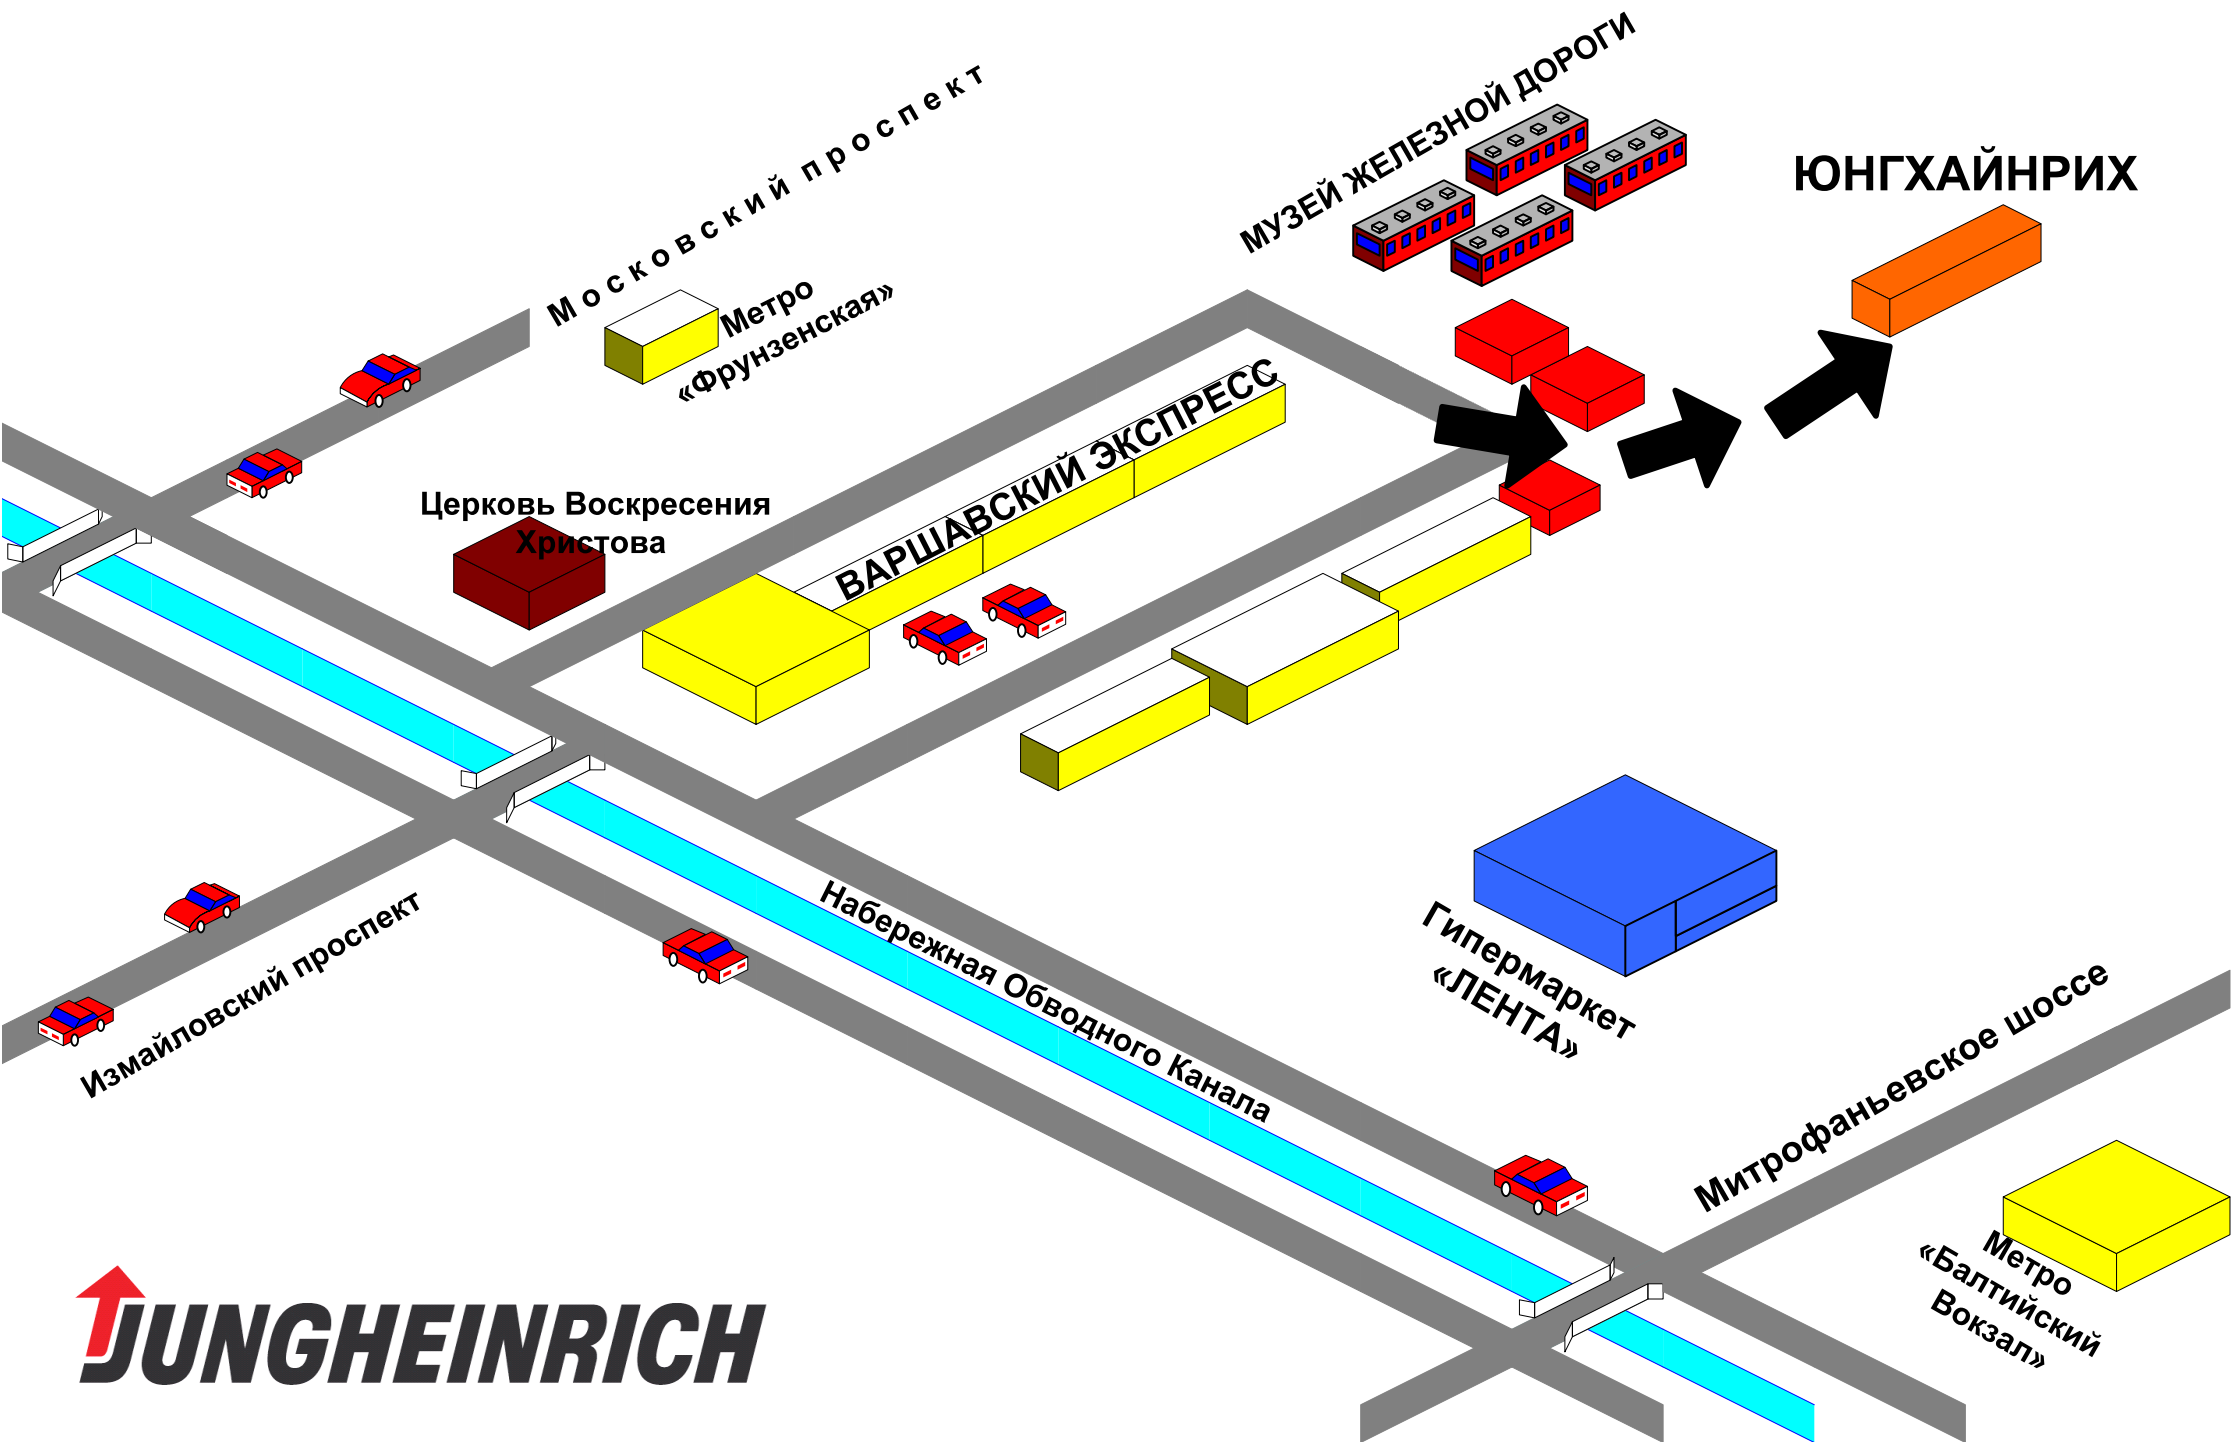 МУЗЕЙ ЖЕЛЕЗНОЙ ДОРОГИ
Московский проспект
ЮНГХАЙНРИХ
Метро
«Фрунзенская»
ВАРШАВСКИЙ ЭКСПРЕСС
Церковь Воскресения
Христова
Набережная Обводного Канала
Измайловский проспект
Гипермаркет
«ЛЕНТА»
Митрофаньевское шоссе
Метро
«Балтийский
Вокзал»
JUNGHEINRICH